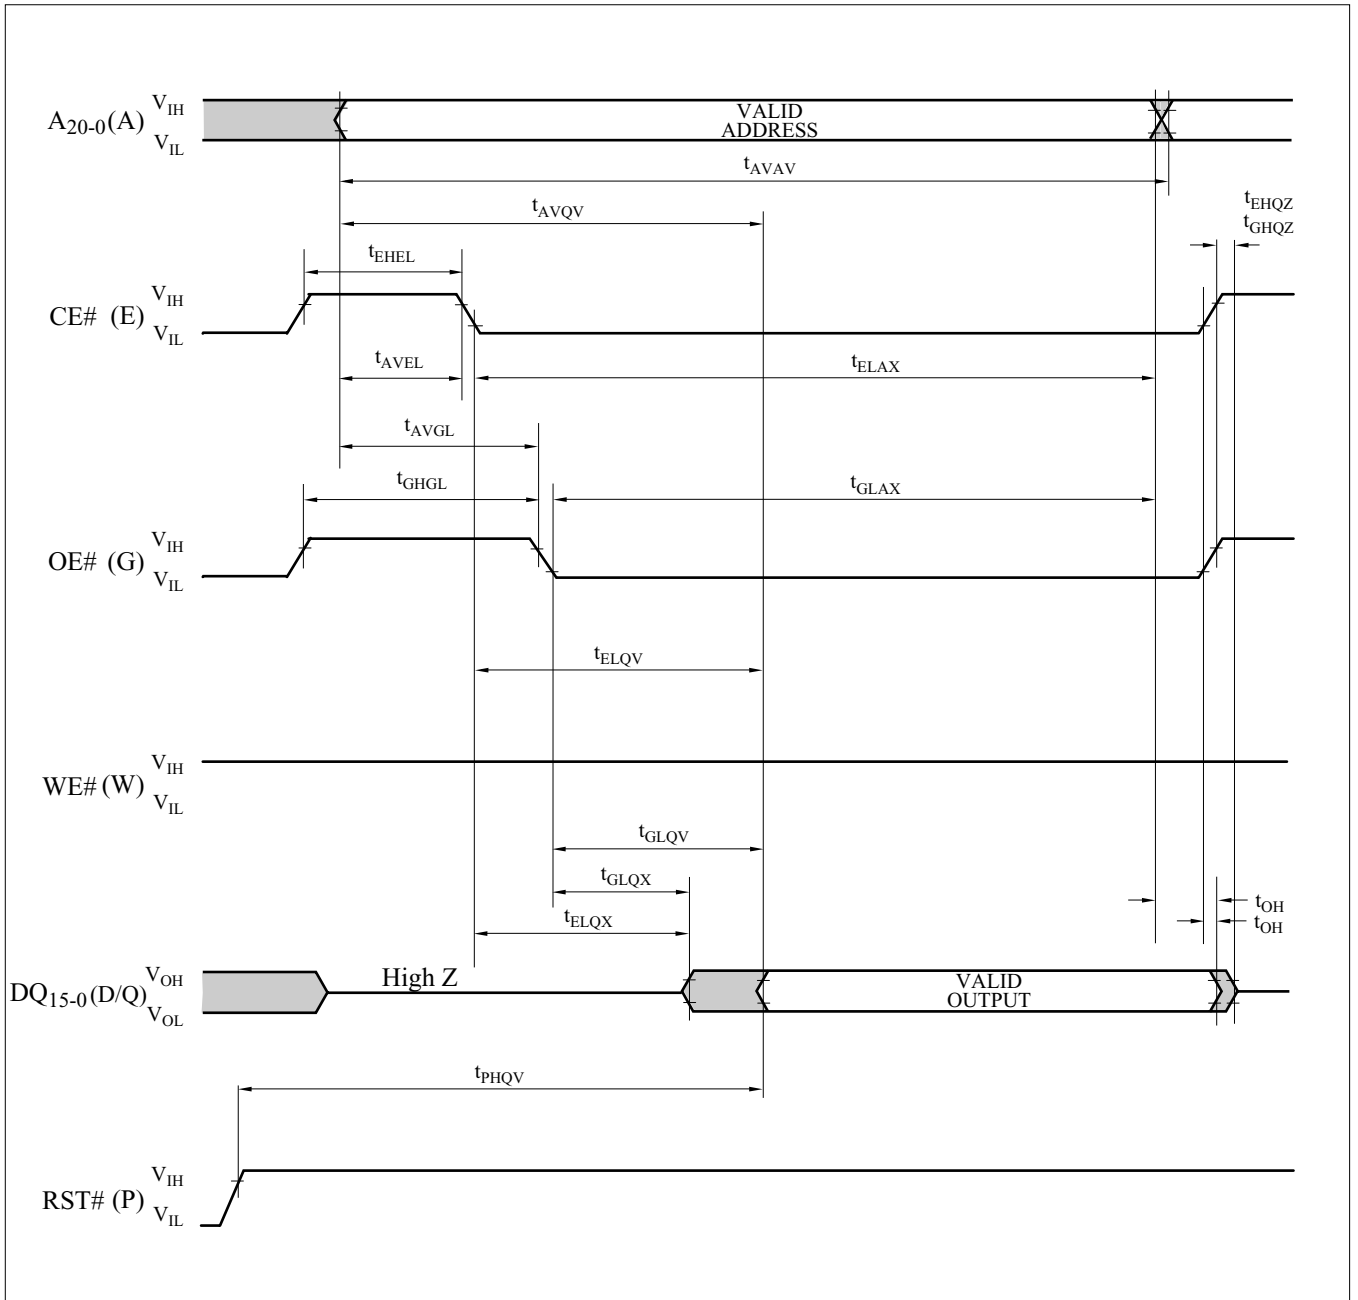 A20-0(A) VIH
VIL
VALID
ADDRESS
tAVAV
tAVQV
tEHQZ
tGHQZ
tEHEL
CE# (E) VIH
VIL
tAVEL
tELAX
tAVGL
tGHGL
tGLAX
OE# (G) VIH
VIL
tELQV
WE# (W) VIH
VIL
tGLQV
tGLQX
tOH
tELQX
tOH
DQ15-0(D/Q) VOH
VOL
High Z
VALID
OUTPUT
tPHQV
RST# (P) VIH
VIL